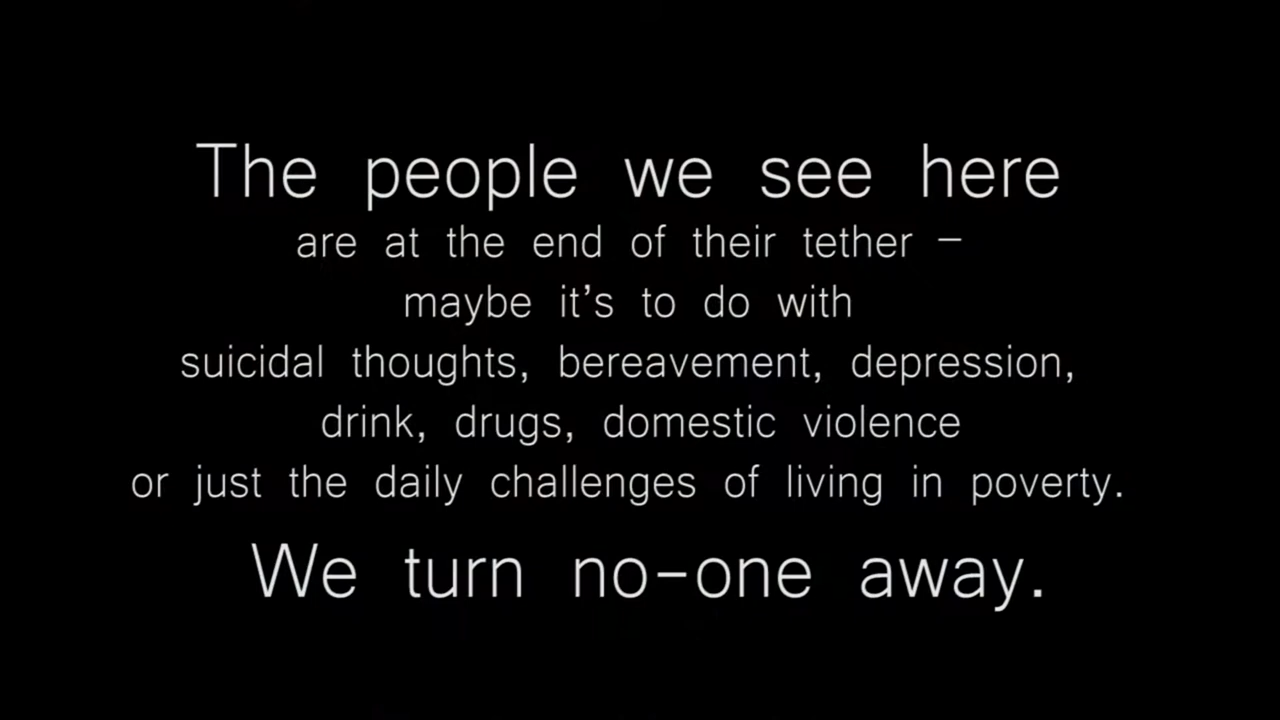 The people we see here
are at the end of their tether –
maybe it’s to do with
suicidal thoughts, bereavement, depression,
drink, drugs, domestic violence
or just the daily challenges of living in poverty.
We turn no-one away.